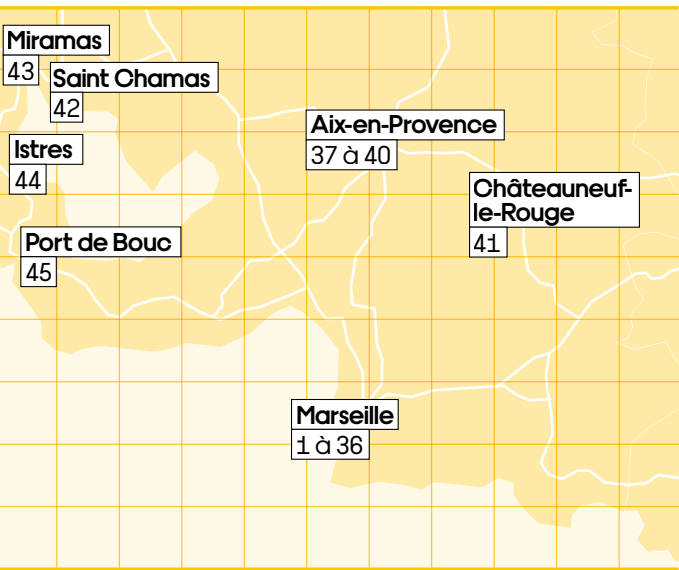 Miramas
43
Saint Chamas
42
Aix-en-Provence
37 à 40
Istres
44
Châteauneuf-
le-Rouge
41
Port de Bouc
45
Marseille
1 à 36